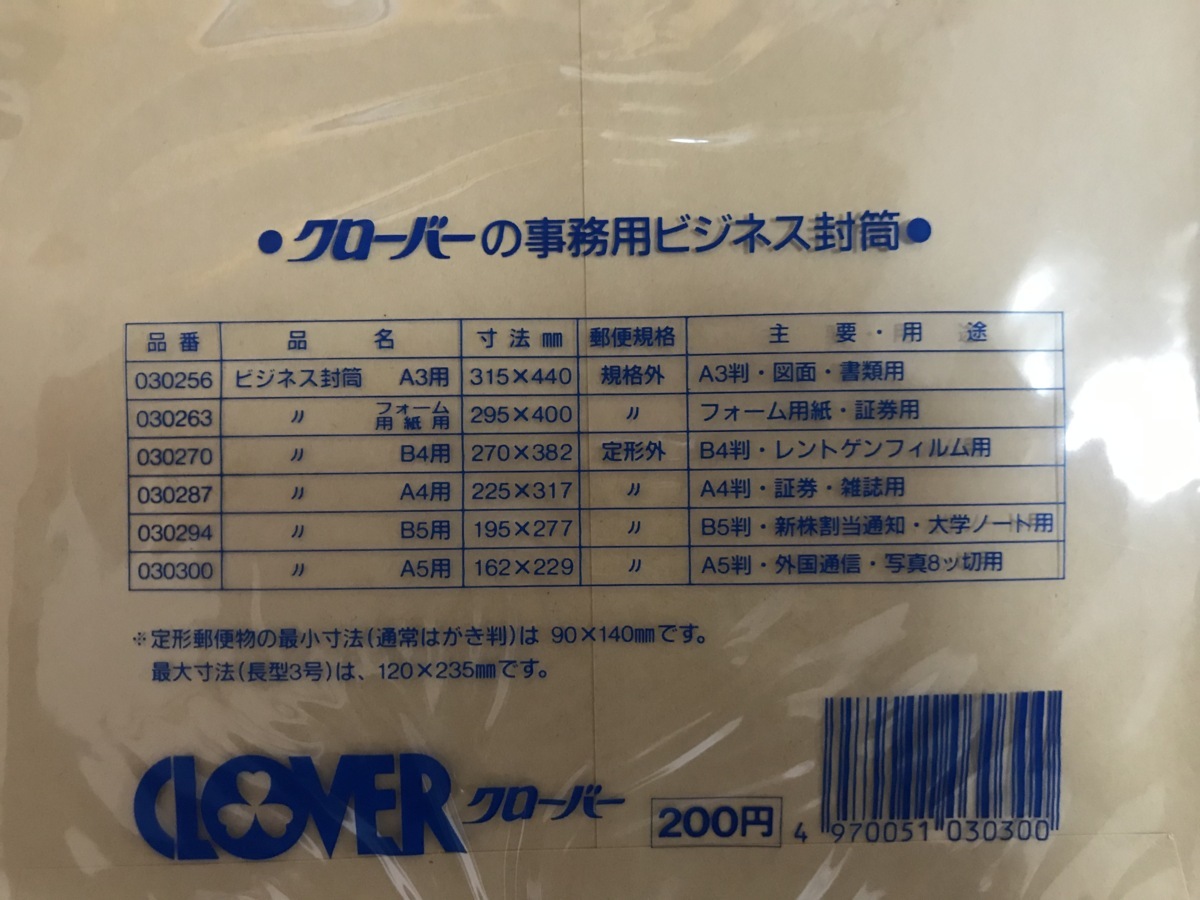 ●クローバーの事務用ビジネス封筒●
品番 品名 寸法㎜ 郵便規格 主要・用途
030256 ビジネス封筒 A3用 315×440 規格外 A3判・図面・書類用
030263 〃 フォーム用紙用 295×400 〃 フォーム用紙・証券用
030270 〃 B4用 270×382 定形外 B4判・レントゲンフィルム用
030287 〃 A4用 225×317 〃 A4判・証券・雑誌用
030294 〃 B5用 195×277 〃 B5判・新株割当通知・大学ノート用
030300 〃 A5用 162×229 〃 A5判・外国通信・写真8ッ切用
※定形郵便物の最小寸法(通常はがき判)は 90×140㎜です。
最大寸法(長型3号)は、120×235㎜です。
CLOVER クローバー 200円
4 970051 030300